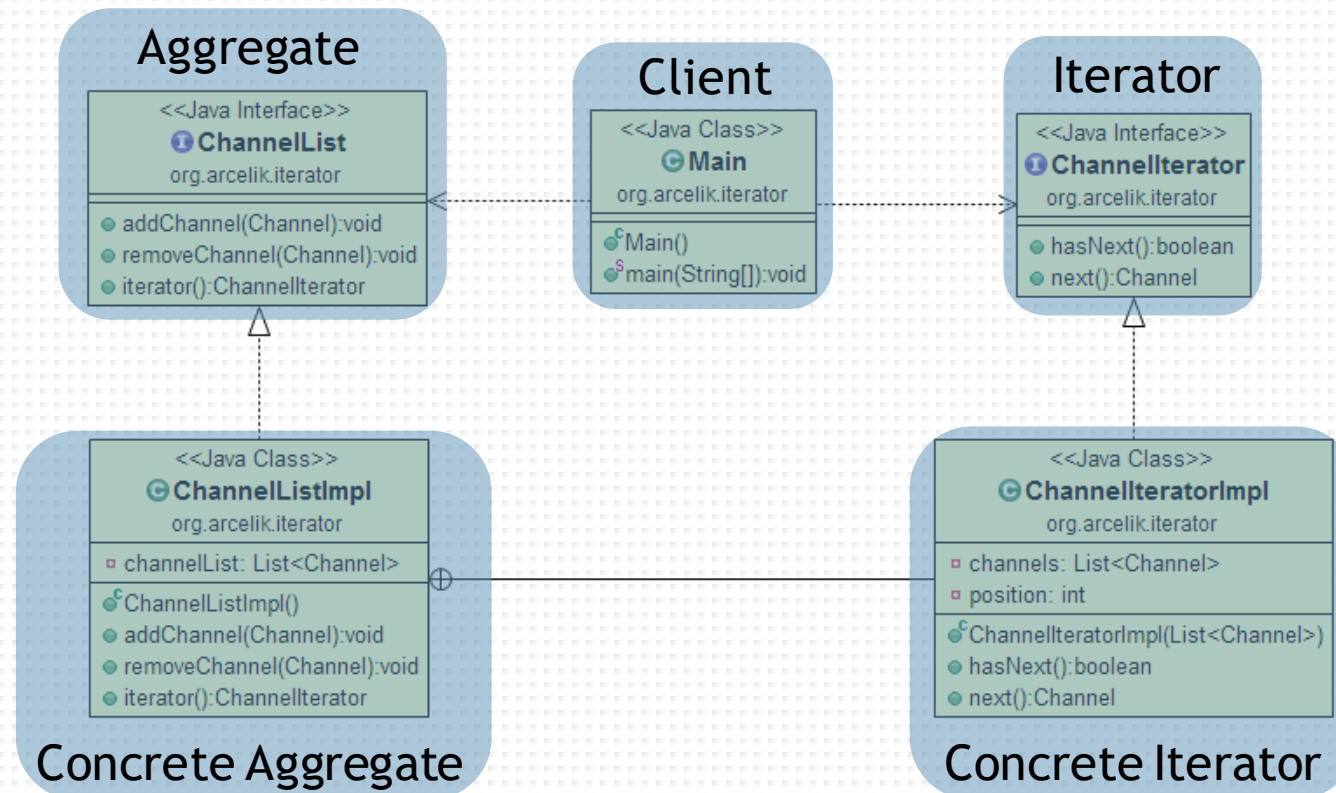 Aggregate
<<Java Interface>>
ChannelList
org.arcelik.iterator
addChannel(Channel):void
removeChannel(Channel):void
iterator():ChannelIterator
Client
<<Java Class>>
Main
org.arcelik.iterator
Main()
main(String[]):void
Iterator
<<Java Interface>>
ChannelIterator
org.arcelik.iterator
hasNext():boolean
next():Channel
<<Java Class>>
ChannelListImpl
org.arcelik.iterator
channelList: List<Channel>
ChannelListImpl()
addChannel(Channel):void
removeChannel(Channel):void
iterator():ChannelIterator
Concrete Aggregate
<<Java Class>>
ChannelIteratorImpl
org.arcelik.iterator
channels: List<Channel>
position: int
ChannelIteratorImpl(List<Channel>)
hasNext():boolean
next():Channel
Concrete Iterator